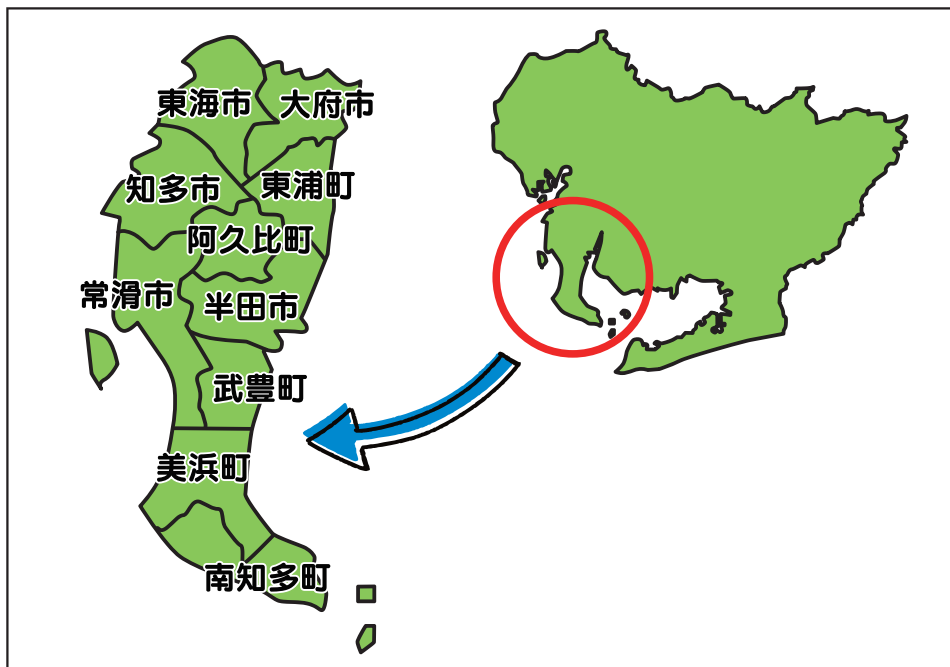 東海市
大府市
知多市
東浦町
阿久比町
常滑市
半田市
武豊町
美浜町
南知多町